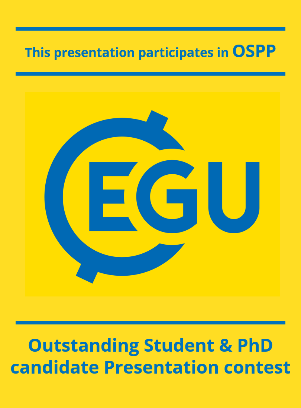 This presentation participates in OSPP
EGU
Outstanding Student & PhD
candidate Presentation contest